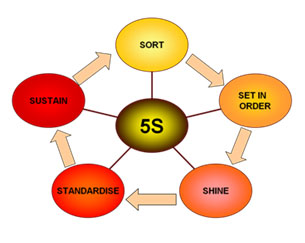 SORT
SET IN
ORDER
SHINE
STANDARDISE
SUSTAIN
5S